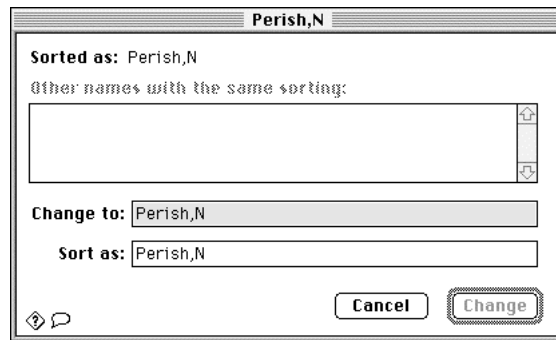 Perish,N
Sorted as: Perish,N
Other names with the same sorting:
Change to: Perish,N
Sort as: Perish,N
Cancel Change